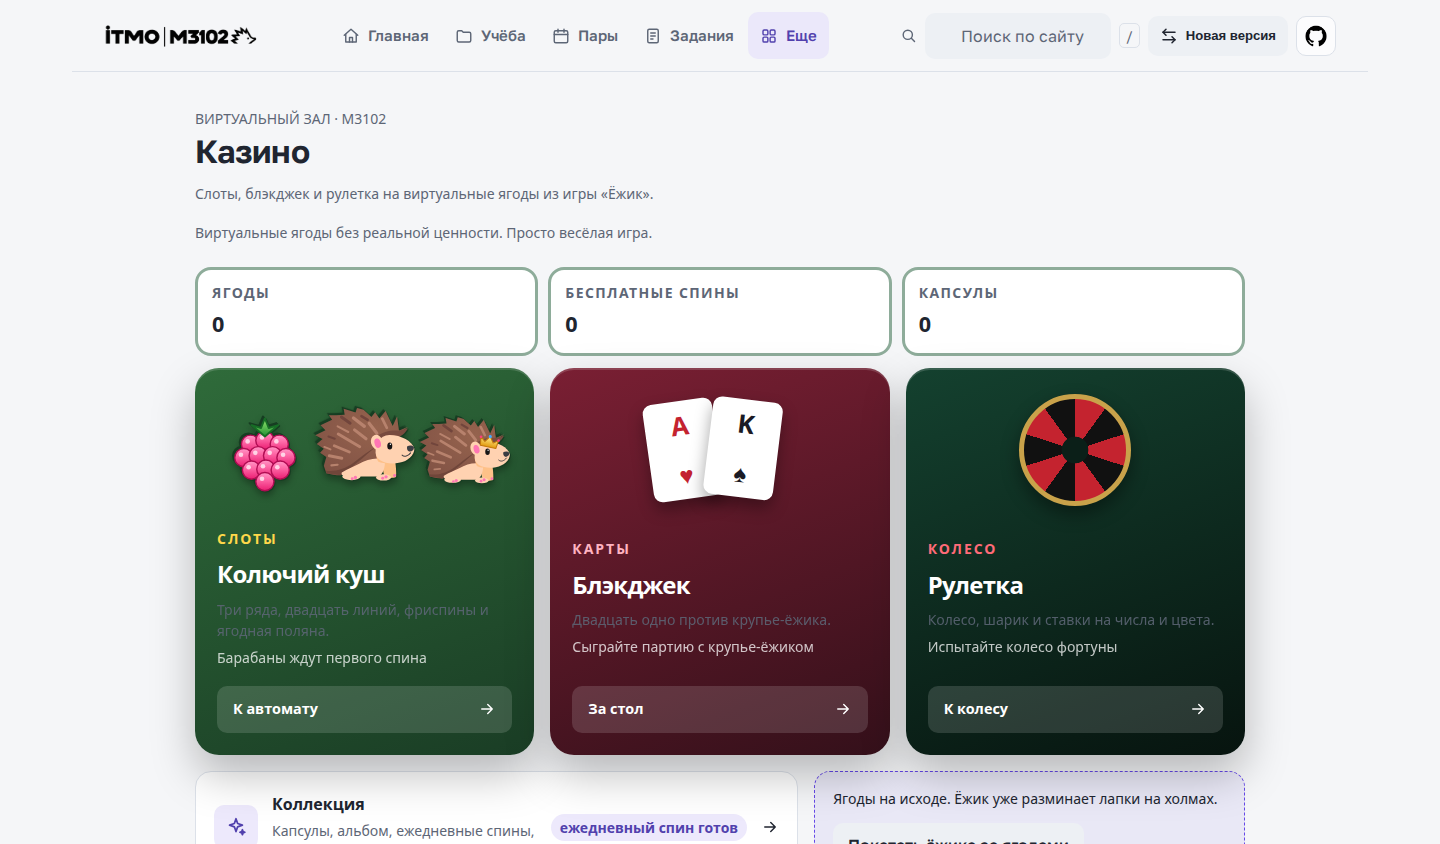 iTMO | M3102
Главная
Учёба
Пары
Задания
Еще
Поиск по сайту
/
Новая версия
ВИРТУАЛЬНЫЙ ЗАЛ · М3102
Казино
Слоты, блэкджек и рулетка на виртуальные ягоды из игры «Ёжик».
Виртуальные ягоды без реальной ценности. Просто весёлая игра.
ЯГОДЫ
0
БЕСПЛАТНЫЕ СПИНЫ
0
КАПСУЛЫ
0
СЛОТЫ
Колючий куш
Три ряда, двадцать линий, фриспины и
ягодная поляна.
Барабаны ждут первого спина
К автомату
A
K
КАРТЫ
Блэкджек
Двадцать одно против крупье-ёжика.
Сыграйте партию с крупье-ёжиком
За стол
КОЛЕСО
Рулетка
Колесо, шарик и ставки на числа и цвета.
Испытайте колесо фортуны
К колесу
Коллекция
Капсулы, альбом, ежедневные спины,
ежедневный спин готов
Ягоды на исходе. Ёжик уже разминает лапки на холмах.